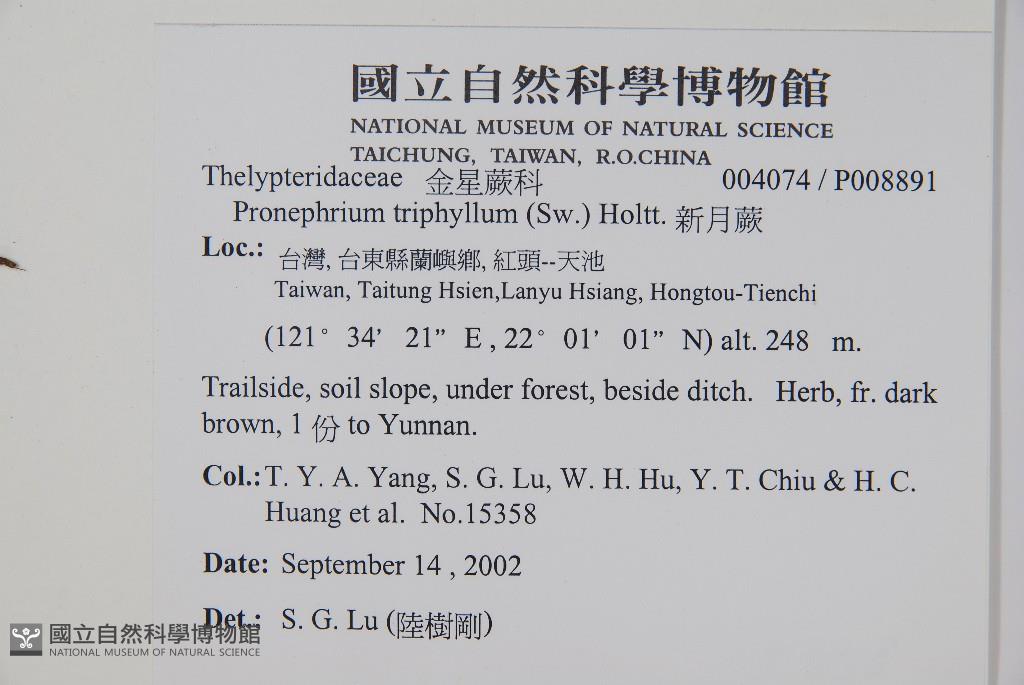 國立自然科學博物館
NATIONAL MUSEUM OF NATURAL SCIENCE
TAICHUNG, TAIWAN, R.O.CHINA
Thelypteridaceae 金星蕨科 004074 / P008891
Pronephrium triphyllum (Sw.) Holtt. 新月蕨
Loc.: 台灣, 台東縣蘭嶼鄉, 紅頭--天池
Taiwan, Taitung Hsien,Lanyu Hsiang, Hongtou-Tienchi
(121° 34’ 21” E , 22° 01’ 01” N) alt. 248 m.
Trailside, soil slope, under forest, beside ditch. Herb, fr. dark
brown, 1 份 to Yunnan.
Col.: T. Y. A. Yang, S. G. Lu, W. H. Hu, Y. T. Chiu & H. C.
Huang et al. No.15358
Date: September 14 , 2002
Det.: S. G. Lu (陸樹剛)
國立自然科學博物館
NATIONAL MUSEUM OF NATURAL SCIENCE